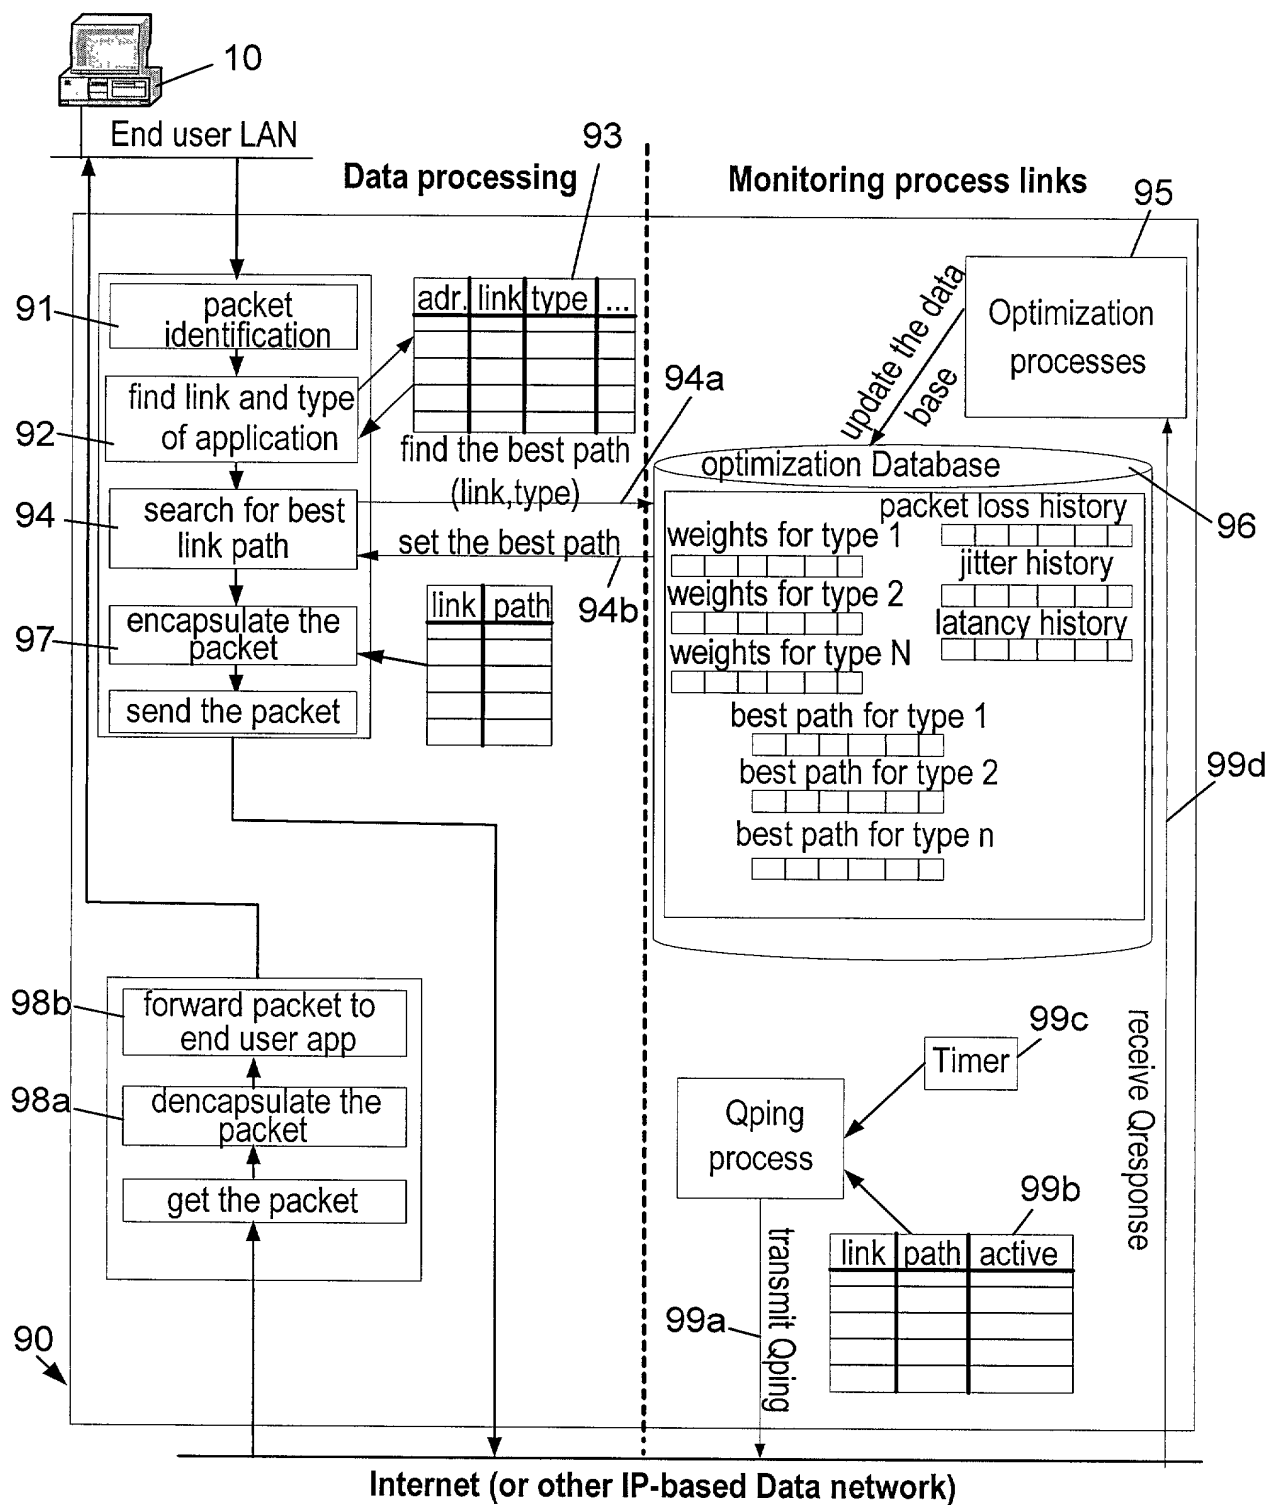 10
End user LAN
93
Data processing
Monitoring process links
95
91
packet
identification
adr. link type ...
update the data
base
Optimization
processes
92
find link and type
of application
94a
find the best path
(link,type)
optimization Database
96
94
search for best
link path
set the best path
94b
packet loss history
weights for type 1
jitter history
weights for type 2
latancy history
weights for type N
97
encapsulate the
packet
link path
send the packet
best path for type 1
best path for type 2
best path for type n
99d
98b
forward packet to
end user app
98a
dencapsulate the
packet
get the packet
99c
Timer
Qping
process
receive Qresponse
99b
link path active
99a
transmit Qping
90
Internet (or other IP-based Data network)